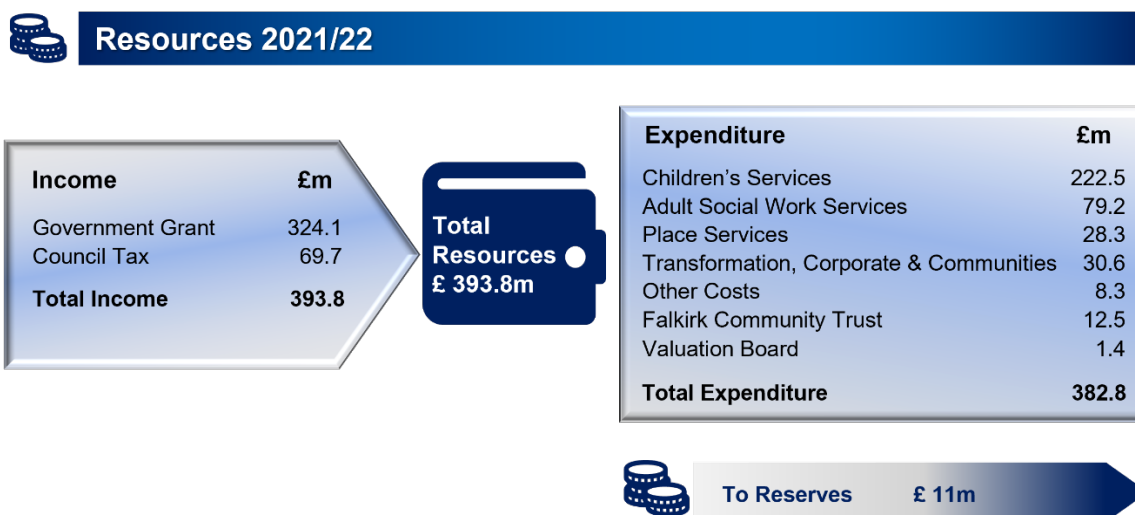 Resources 2021/22
Income £m
Government Grant 324.1
Council Tax 69.7
Total Income 393.8
Total
Resources
£ 393.8m
Expenditure £m
Children's Services 222.5
Adult Social Work Services 79.2
Place Services 28.3
Transformation, Corporate & Communities 30.6
Other Costs 8.3
Falkirk Community Trust 12.5
Valuation Board 1.4
Total Expenditure 382.8
To Reserves £ 11m